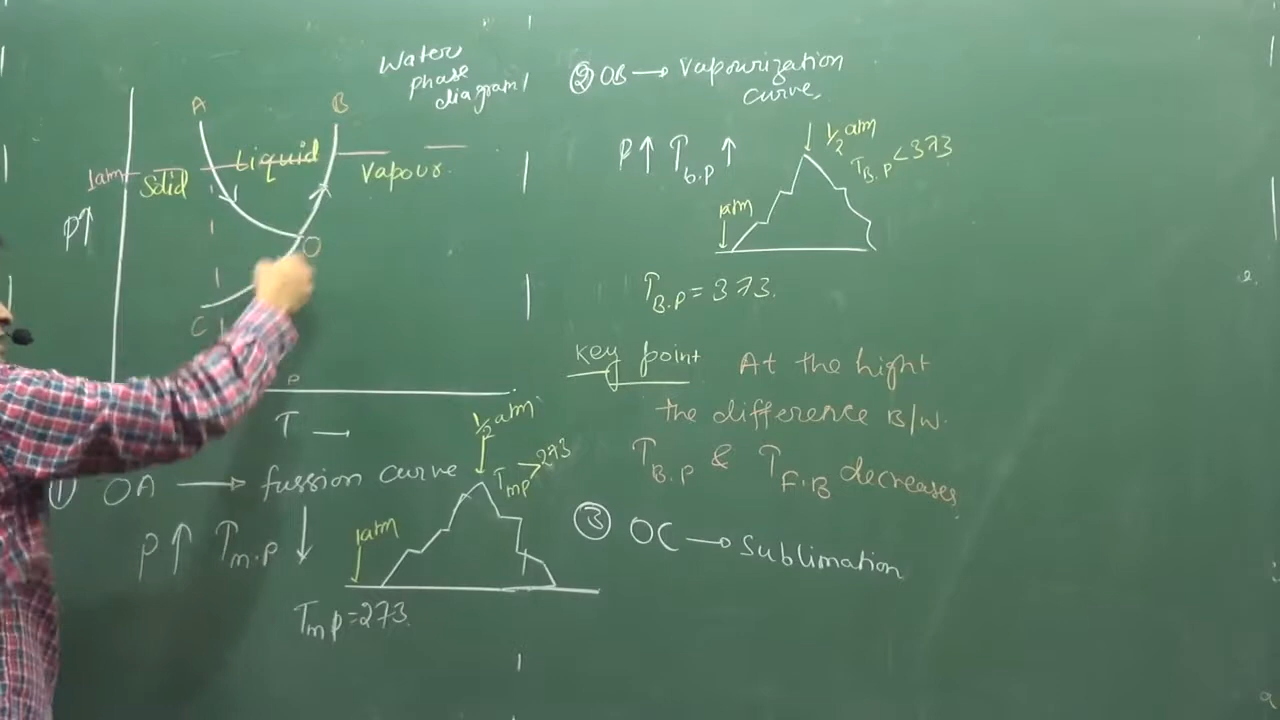 Water
phase
diagram
A
B
1atm
Solid
Liquid
Vapour.
P↑
O
C
T →
① OA → fussion curve
P↑ Tm.p ↓
1atm
1/2 atm
Tmp>273
Tmp=273.
② OB → Vapourization
curve,
P↑ Tb.p ↑
1/2 atm
TB.P<373
1atm
TB.P = 373.
Key point
At the hight
the difference B/W.
TB.P & TF.B decreases
③ OC → Sublimation